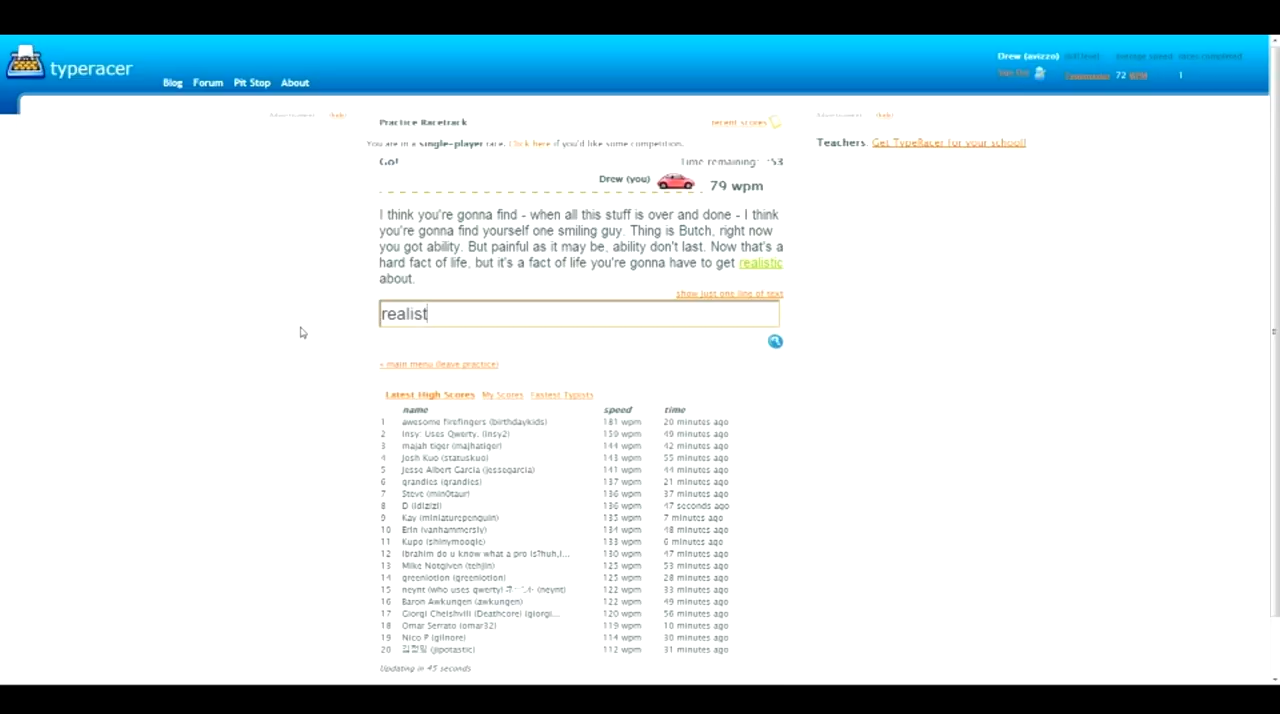 typeracer
Blog Forum Pit Stop About
Drew (avizzo) skill level average speed races completed
72 1
Practice Racetrack
recent scores
You are in a single-player race. Click here if you'd like some competition.
Go!
Time remaining: :53
Drew (you) 79 wpm
Teachers: Get TypeRacer for your school!
I think you're gonna find - when all this stuff is over and done - I think
you're gonna find yourself one smiling guy. Thing is Butch, right now
you got ability. But painful as it may be, ability don't last. Now that's a
hard fact of life, but it's a fact of life you're gonna have to get realistic
about.
show just one line of text
realist
« main menu (leave practice)
Latest High Scores My Scores Fastest Typists
name speed time
1 awesome firefingers (birthdaykids) 181 wpm 20 minutes ago
2 Insy: Uses Qwerty. (insy2) 159 wpm 49 minutes ago
3 majah tiger (majhatiger) 144 wpm 42 minutes ago
4 Josh Kuo (statuskuo) 143 wpm 55 minutes ago
5 Jesse Albert Garcia (jessegarcia) 141 wpm 44 minutes ago
6 grandies (grandies) 137 wpm 21 minutes ago
7 Steve (min0taur) 136 wpm 37 minutes ago
8 D (idizizi) 136 wpm 47 seconds ago
9 Kay (miniaturepenguin) 135 wpm 7 minutes ago
10 Erin (vanhammersly) 134 wpm 48 minutes ago
11 Kupo (shinymoogle) 133 wpm 6 minutes ago
12 Ibrahim do u know what a pro is?huh,I... 130 wpm 47 minutes ago
13 Mike Notgiven (tehjin) 125 wpm 53 minutes ago
14 greenlotion (greenlotion) 125 wpm 28 minutes ago
15 neynt (who uses qwerty) (neynt) 122 wpm 33 minutes ago
16 Baron Awkungen (awkungen) 122 wpm 49 minutes ago
17 Giorgi Chelshvili (Deathcore) (giorgi... 120 wpm 56 minutes ago
18 Omar Serrato (omar32) 119 wpm 10 minutes ago
19 Nico P (gilnore) 114 wpm 30 minutes ago
20 (jipotastic) 112 wpm 31 minutes ago
Updating in 45 seconds